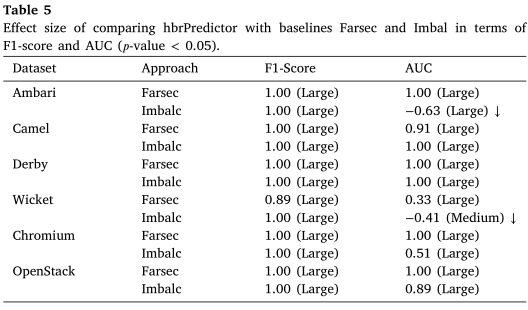 Table 5
Effect size of comparing hbrPredictor with baselines Farsec and Imbal in terms of
F1-score and AUC (p-value < 0.05).
Dataset Approach F1-Score AUC
Ambari Farsec 1.00 (Large) 1.00 (Large)
Imbalc 1.00 (Large) −0.63 (Large) ↓
Camel Farsec 1.00 (Large) 0.91 (Large)
Imbalc 1.00 (Large) 1.00 (Large)
Derby Farsec 1.00 (Large) 1.00 (Large)
Imbalc 1.00 (Large) 1.00 (Large)
Wicket Farsec 0.89 (Large) 0.33 (Large)
Imbalc 1.00 (Large) −0.41 (Medium) ↓
Chromium Farsec 1.00 (Large) 1.00 (Large)
Imbalc 1.00 (Large) 0.51 (Large)
OpenStack Farsec 1.00 (Large) 1.00 (Large)
Imbalc 1.00 (Large) 0.89 (Large)